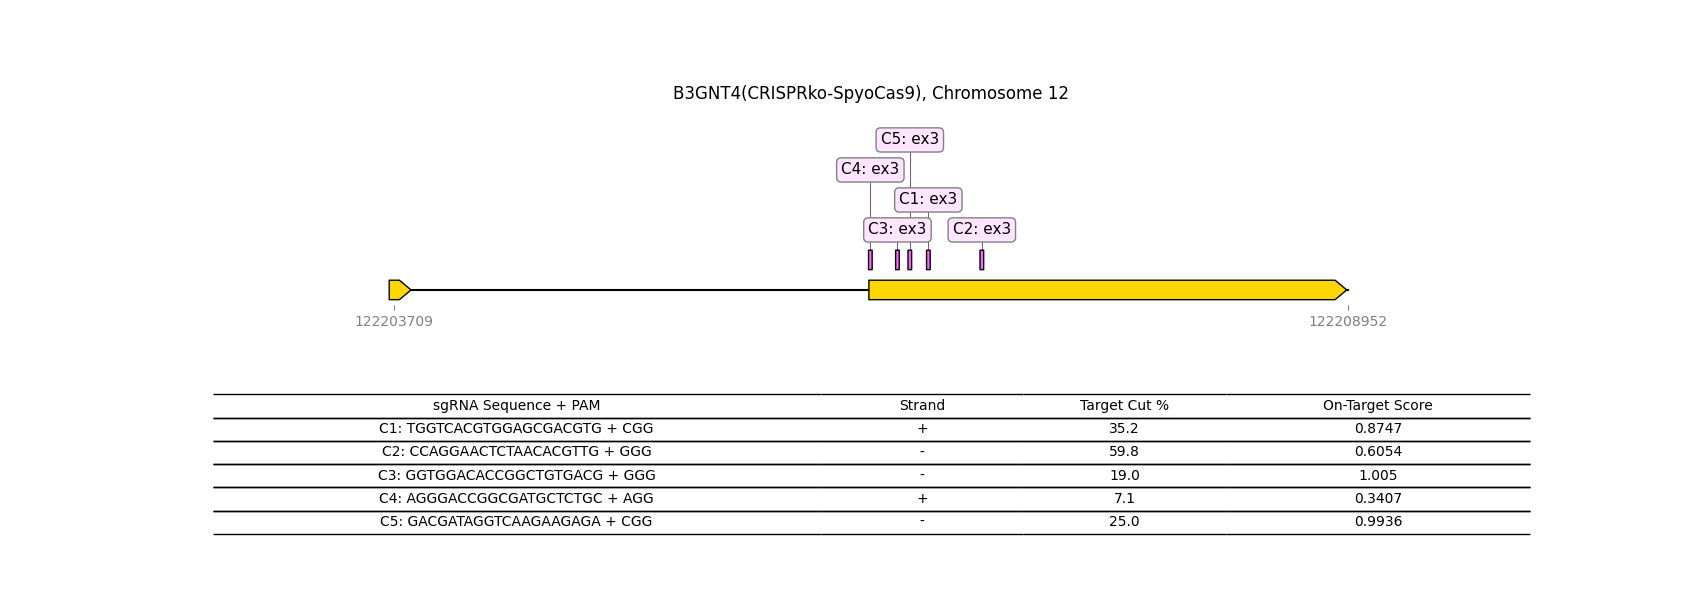 B3GNT4(CRISPRko-SpyoCas9), Chromosome 12
C5: ex3
C4: ex3
C1: ex3
C3: ex3 C2: ex3
122203709 122208952
sgRNA Sequence + PAM Strand Target Cut % On-Target Score
C1: TGGTCACGTGGAGCGACGTG + CGG + 35.2 0.8747
C2: CCAGGAACTCTAACACGTTG + GGG - 59.8 0.6054
C3: GGTGGACACCGGCTGTGACG + GGG - 19.0 1.005
C4: AGGGACCGGCGATGCTCTGC + AGG + 7.1 0.3407
C5: GACGATAGGTCAAGAAGAGA + CGG - 25.0 0.9936